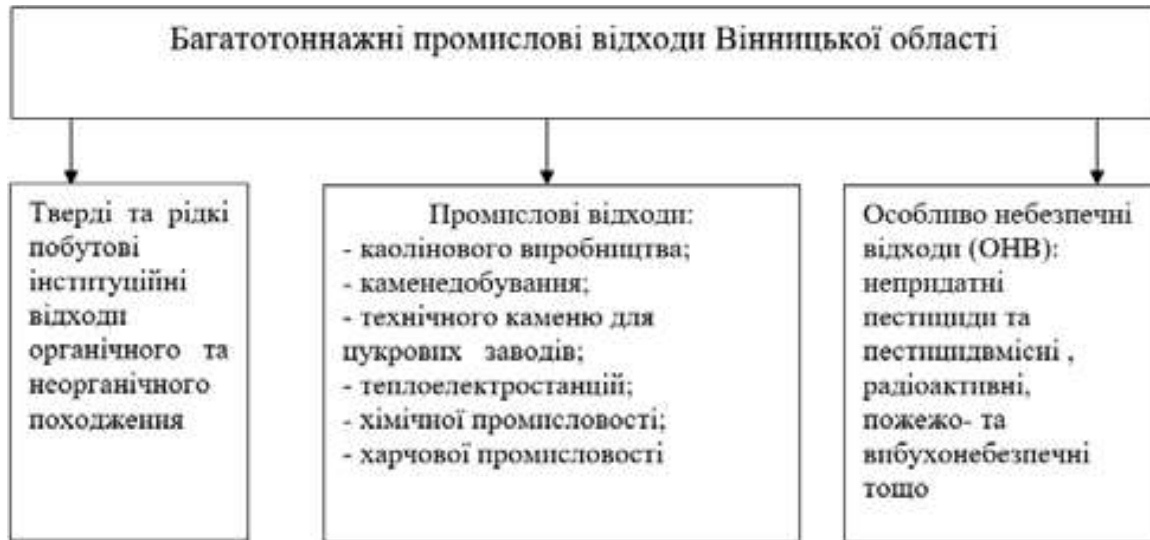 Багатотоннажні промислові відходи Вінницької області
Тверді та рідкі
побутові
інституційні
відходи
органічного та
неорганічного
походження
Промислові відходи:
- каолінового виробництва;
- каменедобування;
- технічного каменю для
цукрових заводів;
- теплоелектростанцій;
- хімічної промисловості;
- харчової промисловості
Особливо небезпечні
відходи (ОНВ):
непридатні
пестициди та
пестицидвмісні ,
радіоактивні,
пожежо- та
вибухонебезпечні
тощо